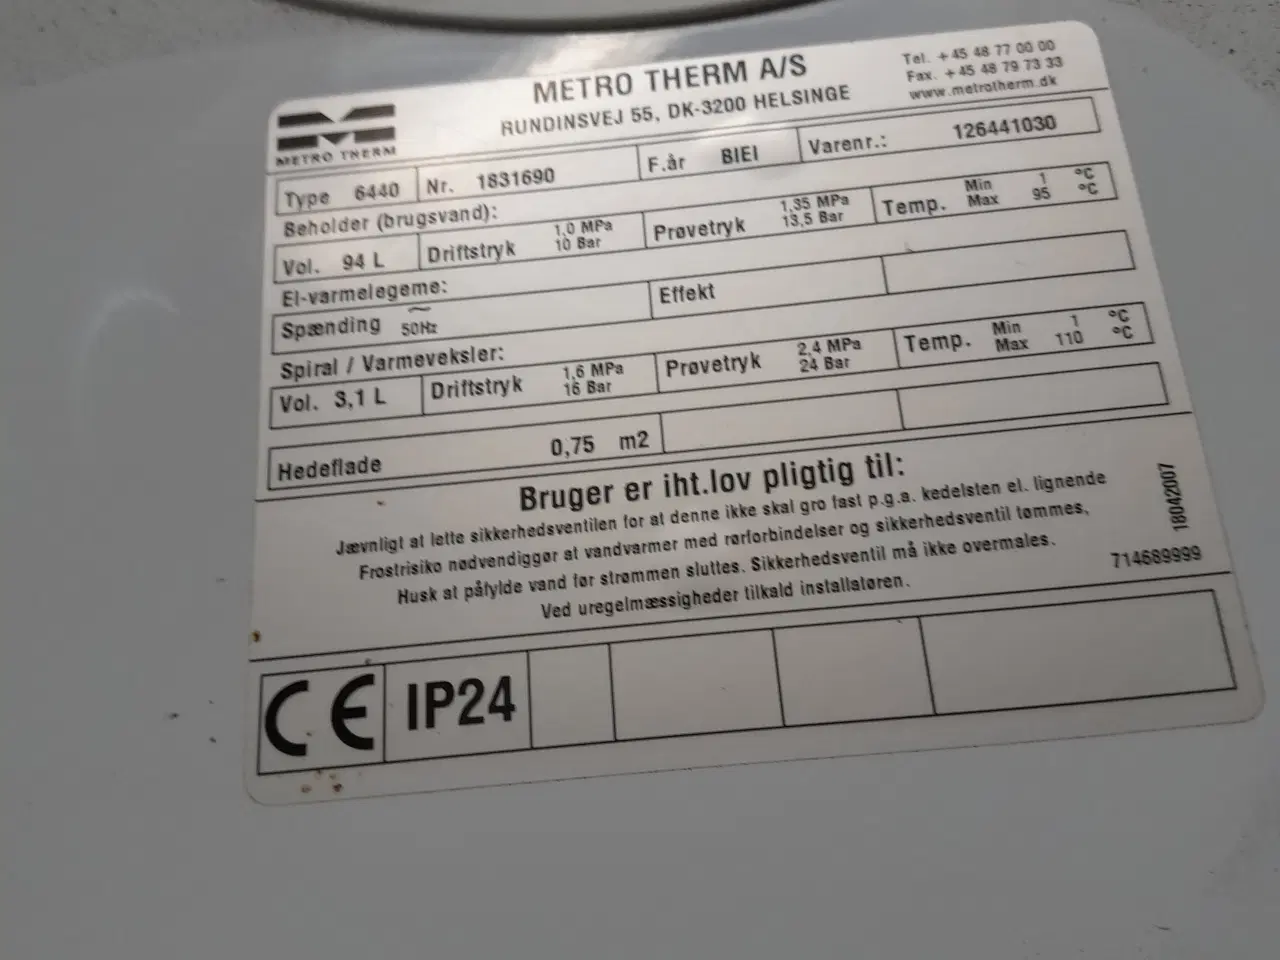 METRO THERM
METRO THERM A/S
RUNDINSVEJ 55, DK-3200 HELSINGE
Tel. +45 48 77 00 00
Fax. +45 48 79 73 33
www.metrotherm.dk
Type 6440 Nr. 1831690 F.år BIEI Varenr.: 126441030
Beholder (brugsvand):
Vol. 94 L Driftstryk 1,0 MPa 10 Bar Prøvetryk 1,35 MPa 13,5 Bar Temp. Min 1 °C Max 95 °C
El-varmelegeme:
Spænding ~ 50Hz Effekt
Spiral / Varmeveksler:
Vol. 3,1 L Driftstryk 1,6 MPa 16 Bar Prøvetryk 2,4 MPa 24 Bar Temp. Min 1 °C Max 110 °C
Hedeflade 0,75 m2
Bruger er iht.lov pligtig til:
Jævnligt at lette sikkerhedsventilen for at denne ikke skal gro fast p.g.a. kedelsten el. lignende
Frostrisiko nødvendiggør at vandvarmer med rørforbindelser og sikkerhedsventil tømmes.
Husk at påfylde vand før strømmen sluttes. Sikkerhedsventil må ikke overmales.
Ved uregelmæssigheder tilkald installatøren.
18042007
714689999
CE IP24